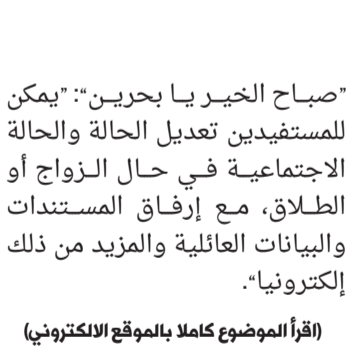 ”صباح الخير يا بحرين“: ”يمكن
للمستفيدين تعديل الحالة والحالة
الاجتماعية في حال الزواج أو
الطلاق، مع إرفاق المستندات
والبيانات العائلية والمزيد من ذلك
إلكترونيا“.
(اقرأ الموضوع كاملا بالموقع الالكتروني)